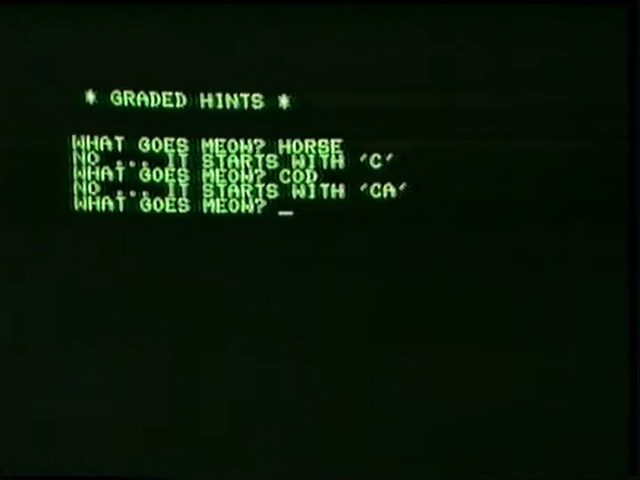 * GRADED HINTS *
WHAT GOES MEOW? HORSE
NO ... IT STARTS WITH 'C'
WHAT GOES MEOW? COD
NO ... IT STARTS WITH 'CA'
WHAT GOES MEOW? _